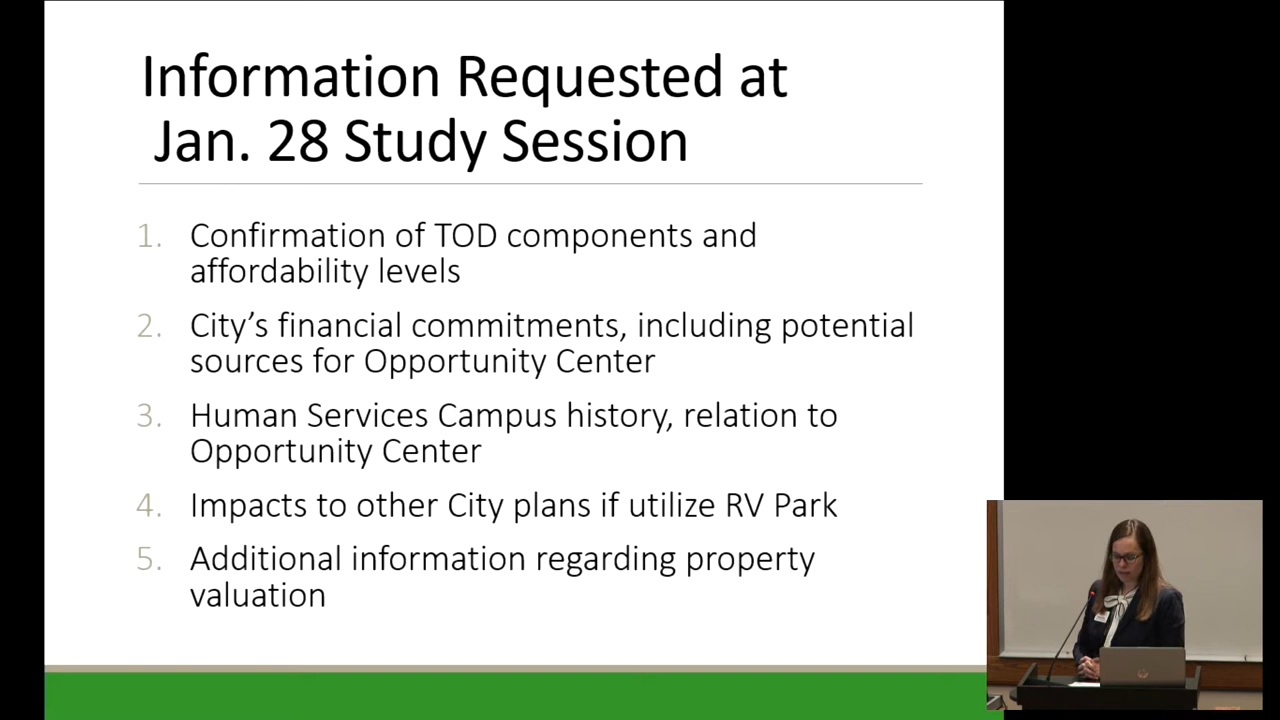 Information Requested at
Jan. 28 Study Session
1. Confirmation of TOD components and
affordability levels
2. City’s financial commitments, including potential
sources for Opportunity Center
3. Human Services Campus history, relation to
Opportunity Center
4. Impacts to other City plans if utilize RV Park
5. Additional information regarding property
valuation